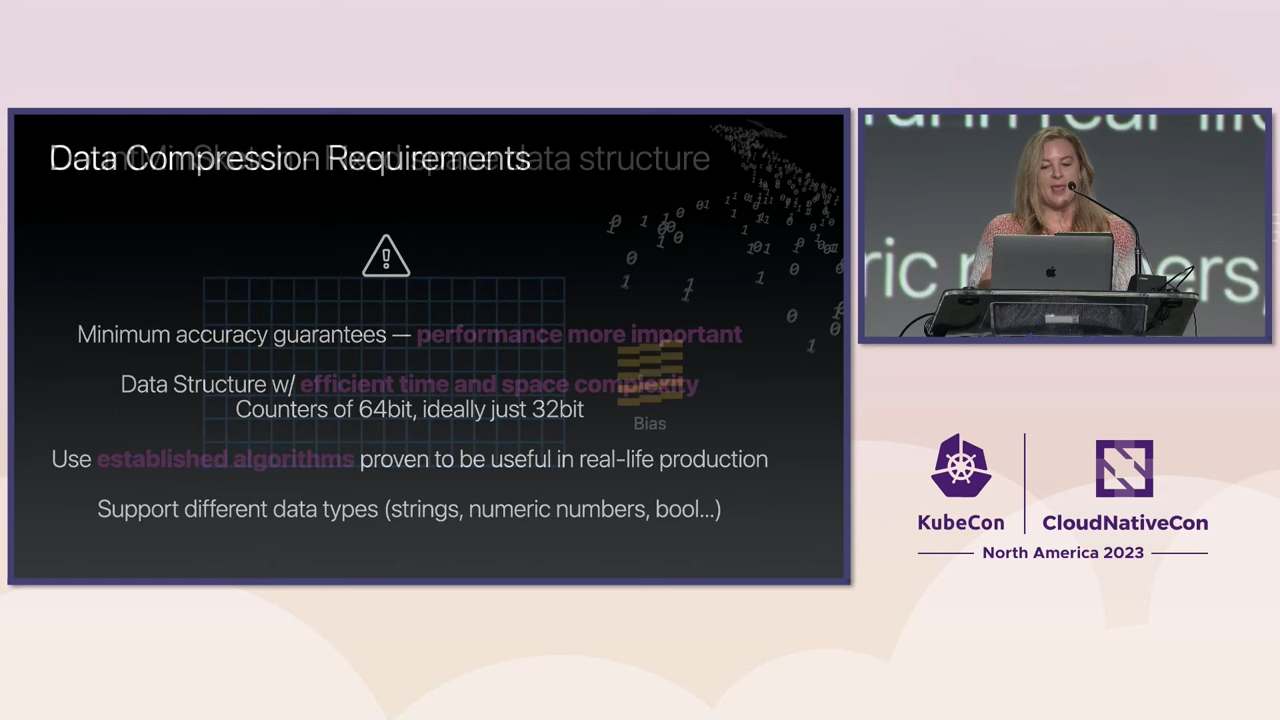 Data Compression Requirements
data structure
Minimum accuracy guarantees — performance more important
Data Structure w/ efficient time and space complexity
Counters of 64bit, ideally just 32bit
Bias
Use established algorithms proven to be useful in real-life production
Support different data types (strings, numeric numbers, bool...)
KubeCon
CloudNativeCon
North America 2023